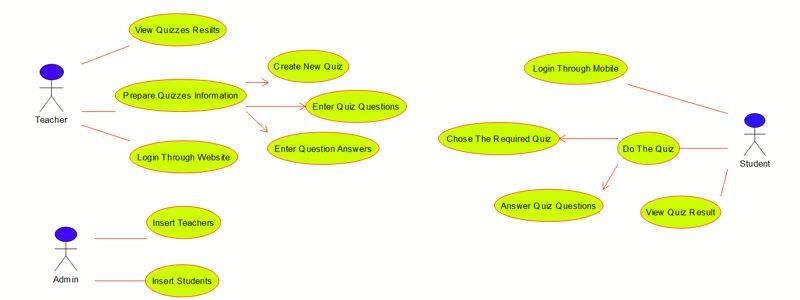 View Quizzes Resilts
Create New Quiz
Login Through Mobile
Prepare Quizzes Information
Enter Quiz Questions
Teacher
Chose The Required Quiz
Do The Quiz
Enter Question Answers
Login Through Website
Student
Answer Quiz Questions
View Quiz Result
Insert Teachers
Admin
Insert Students